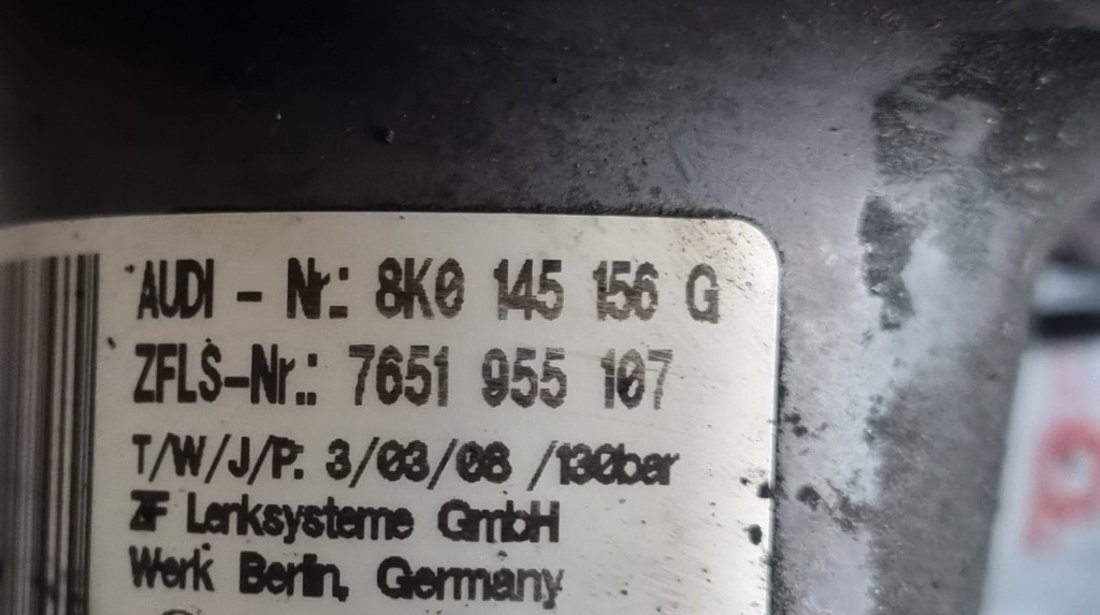 AUDI - Nr.: 8K0 145 156 G
ZFLS-Nr.: 7651 955 107
T/W/J/P: 3/03/08 /130bar
ZF Lenksysteme GmbH
Werk Berlin, Germany